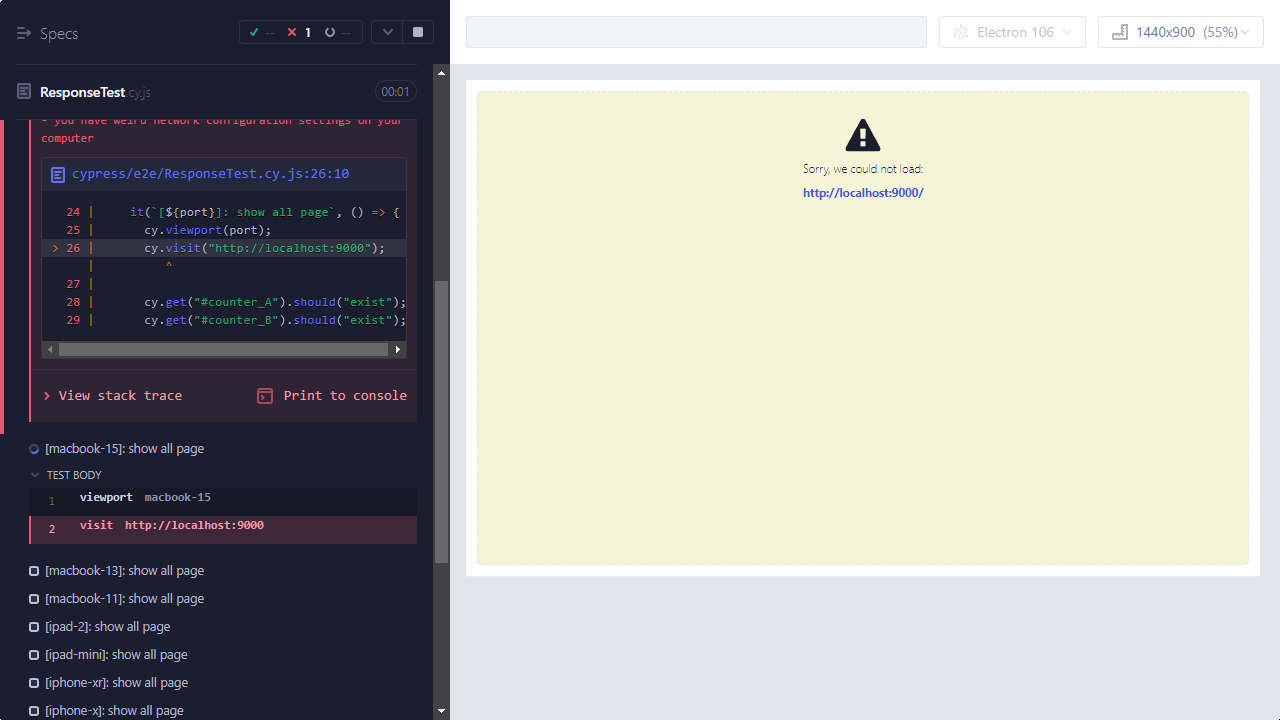 Specs
-- 1 --
ResponseTest.cy.js
00:01
- you have weird network configuration settings on your
computer
cypress/e2e/ResponseTest.cy.js:26:10
24 | it(`[${port}]: show all page`, () => {
25 | cy.viewport(port);
> 26 | cy.visit("http://localhost:9000");
| ^
27 |
28 | cy.get("#counter_A").should("exist");
29 | cy.get("#counter_B").should("exist");
View stack trace
Print to console
[macbook-15]: show all page
TEST BODY
1 viewport macbook-15
2 visit http://localhost:9000
[macbook-13]: show all page
[macbook-11]: show all page
[ipad-2]: show all page
[ipad-mini]: show all page
[iphone-xr]: show all page
[iphone-x]: show all page
Electron 106
1440x900 (55%)
Sorry, we could not load:
http://localhost:9000/